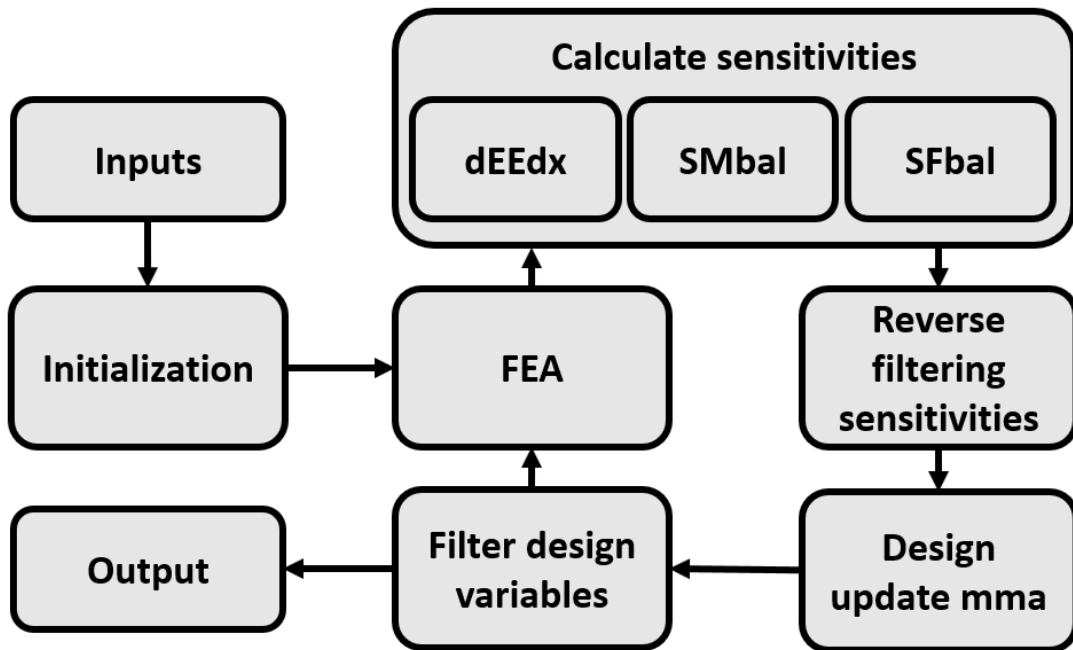 Calculate sensitivities
Inputs
dEEdx
SMbal
SFbal
Initialization
FEA
Reverse
filtering
sensitivities
Output
Filter design
variables
Design
update mma